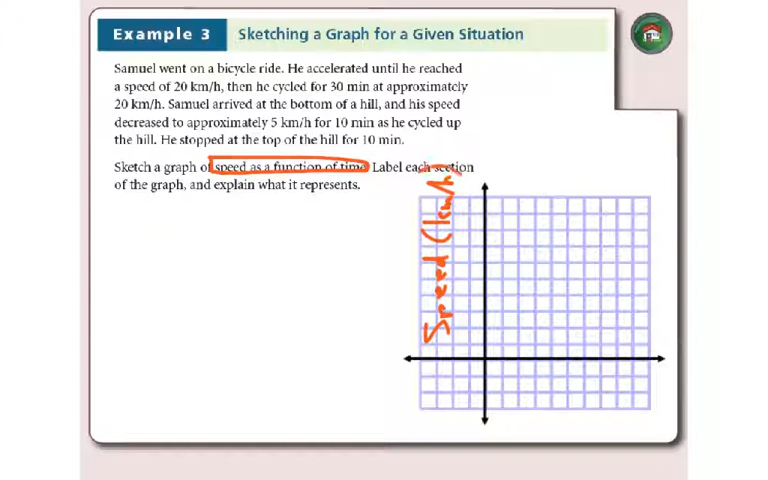 Example 3 Sketching a Graph for a Given Situation
Samuel went on a bicycle ride. He accelerated until he reached
a speed of 20 km/h, then he cycled for 30 min at approximately
20 km/h. Samuel arrived at the bottom of a hill, and his speed
decreased to approximately 5 km/h for 10 min as he cycled up
the hill. He stopped at the top of the hill for 10 min.
Sketch a graph of speed as a function of time. Label each section
of the graph, and explain what it represents.
Speed (km/h)